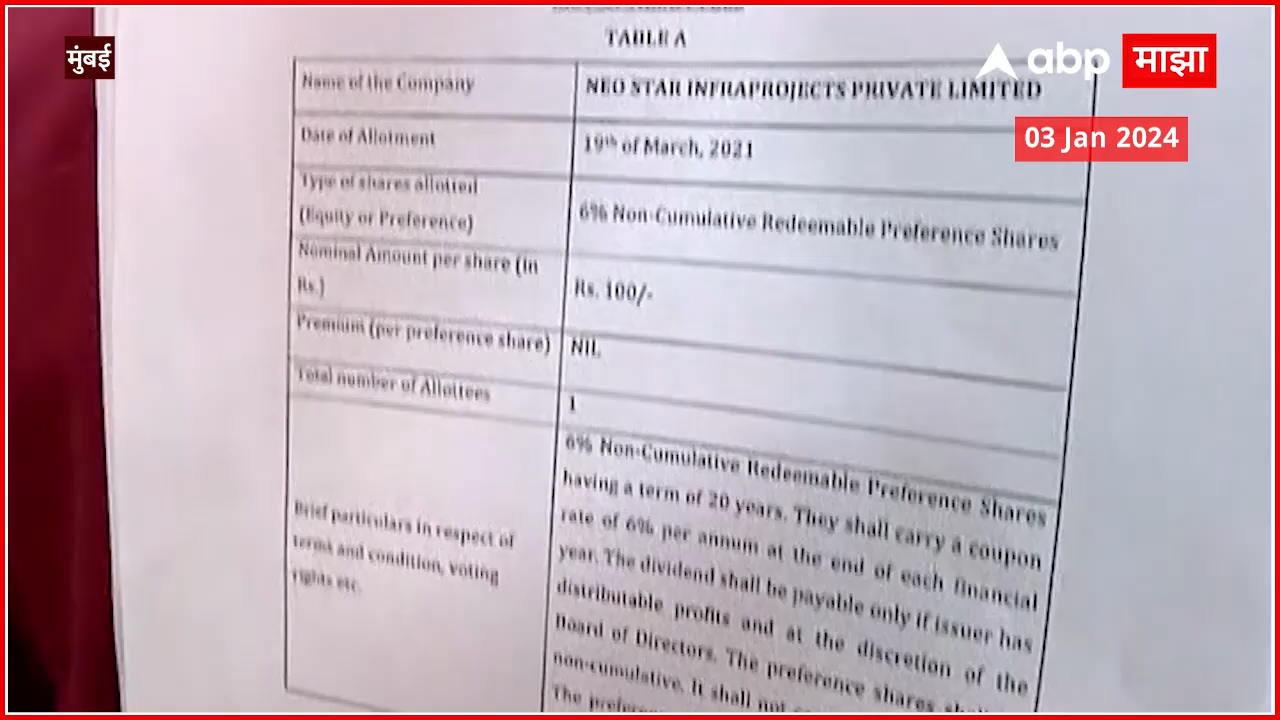 मुंबई
abp माझा
03 Jan 2024
TABLE A
Name of the Company
NEO STAR INFRAPROJECTS PRIVATE LIMITED
Date of Allotment
19th of March, 2021
Type of shares allotted
(Equity or Preference)
6% Non-Cumulative Redeemable Preference Shares
Nominal Amount per share (in
Rs.)
Rs. 100/-
Premium (per preference share)
NIL
Total number of Allottees
1
Brief particulars in respect of
terms and condition, voting
rights etc.
6% Non-Cumulative Redeemable Preference Shares
having a term of 20 years. They shall carry a coupon
rate of 6% per annum at the end of each financial
year. The dividend shall be payable only if issuer has
distributable profits and at the discretion of the
Board of Directors. The preference shares
non-cumulative. It shall not
The